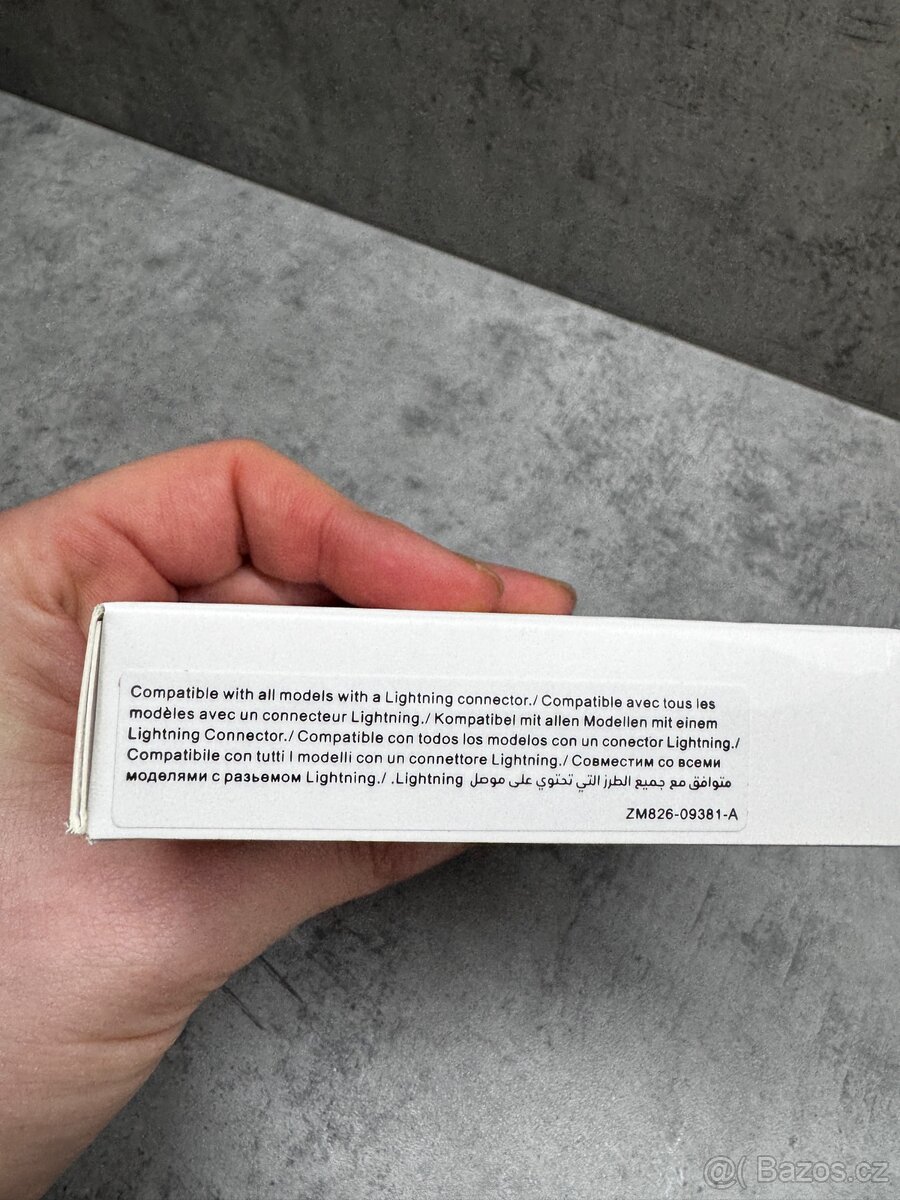 Compatible with all models with a Lightning connector./ Compatible avec tous les
modèles avec un connecteur Lightning./ Kompatibel mit allen Modellen mit einem
Lightning Connector./ Compatible con todos los modelos con un conector Lightning./
Compatibile con tutti I modelli con un connettore Lightning./ Совместим со всеми
моделями с разъемом Lightning./ .Lightning متوافق مع جميع الطرز التي تحتوي على موصل
ZM826-09381-A
@( Bazos.cz